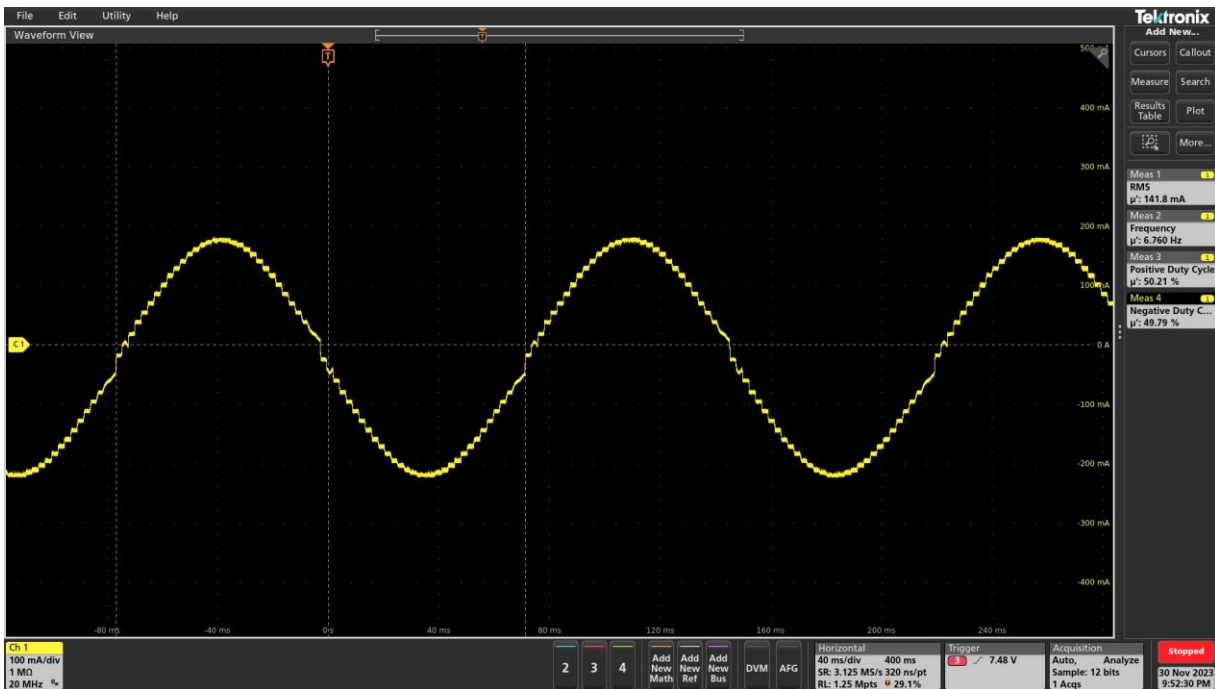 File Edit Utility Help
Tektronix
Waveform View
Add New...
Cursors Callout
Measure Search
Results Table
Plot
More...
Meas 1 1
RMS
µ': 141.8 mA
Meas 2 1
Frequency
µ': 6.760 Hz
Meas 3 1
Positive Duty Cycle
µ': 50.21 %
Meas 4 1
Negative Duty C...
µ': 49.79 %
T
T
400 mA
300 mA
200 mA
100 mA
0 A
-100 mA
-200 mA
-300 mA
-400 mA
C1
-80 ms -40 ms 0s 40 ms 80 ms 120 ms 160 ms 200 ms 240 ms
Ch 1
100 mA/div
1 MΩ
20 MHz
2 3 4
Add New Math
Add New Ref
Add New Bus
DVM AFG
Horizontal
40 ms/div 400 ms
SR: 3.125 MS/s 320 ns/pt
RL: 1.25 Mpts 29.1%
Trigger
3 7.48 V
Acquisition
Auto, Analyze
Sample: 12 bits
1 Acqs
Stopped
30 Nov 2023
9:52:30 PM